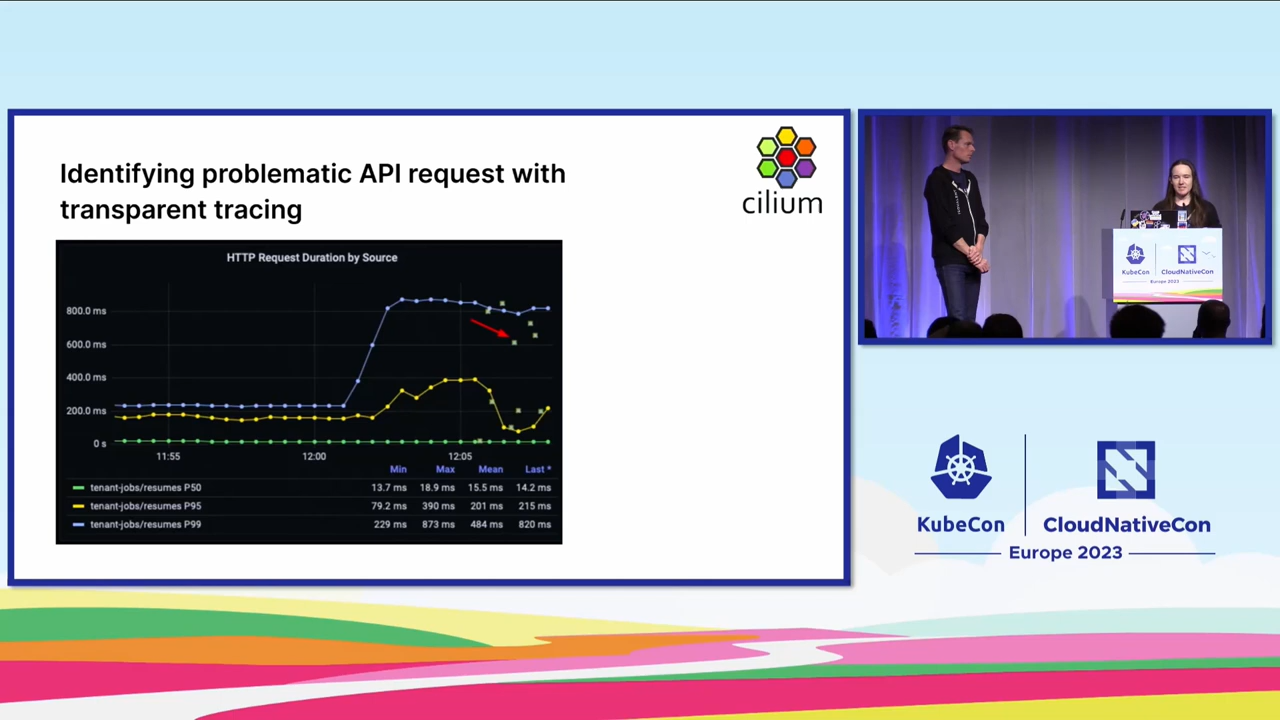 Identifying problematic API request with
transparent tracing
cilium
HTTP Request Duration by Source
800.0 ms
600.0 ms
400.0 ms
200.0 ms
0 s
11:55
12:00
12:05
Min Max Mean Last *
tenant-jobs/resumes P50 13.7 ms 18.9 ms 15.5 ms 14.2 ms
tenant-jobs/resumes P95 79.2 ms 390 ms 201 ms 215 ms
tenant-jobs/resumes P99 229 ms 873 ms 484 ms 820 ms
KubeCon CloudNativeCon
Europe 2023
KubeCon CloudNativeCon
Europe 2023